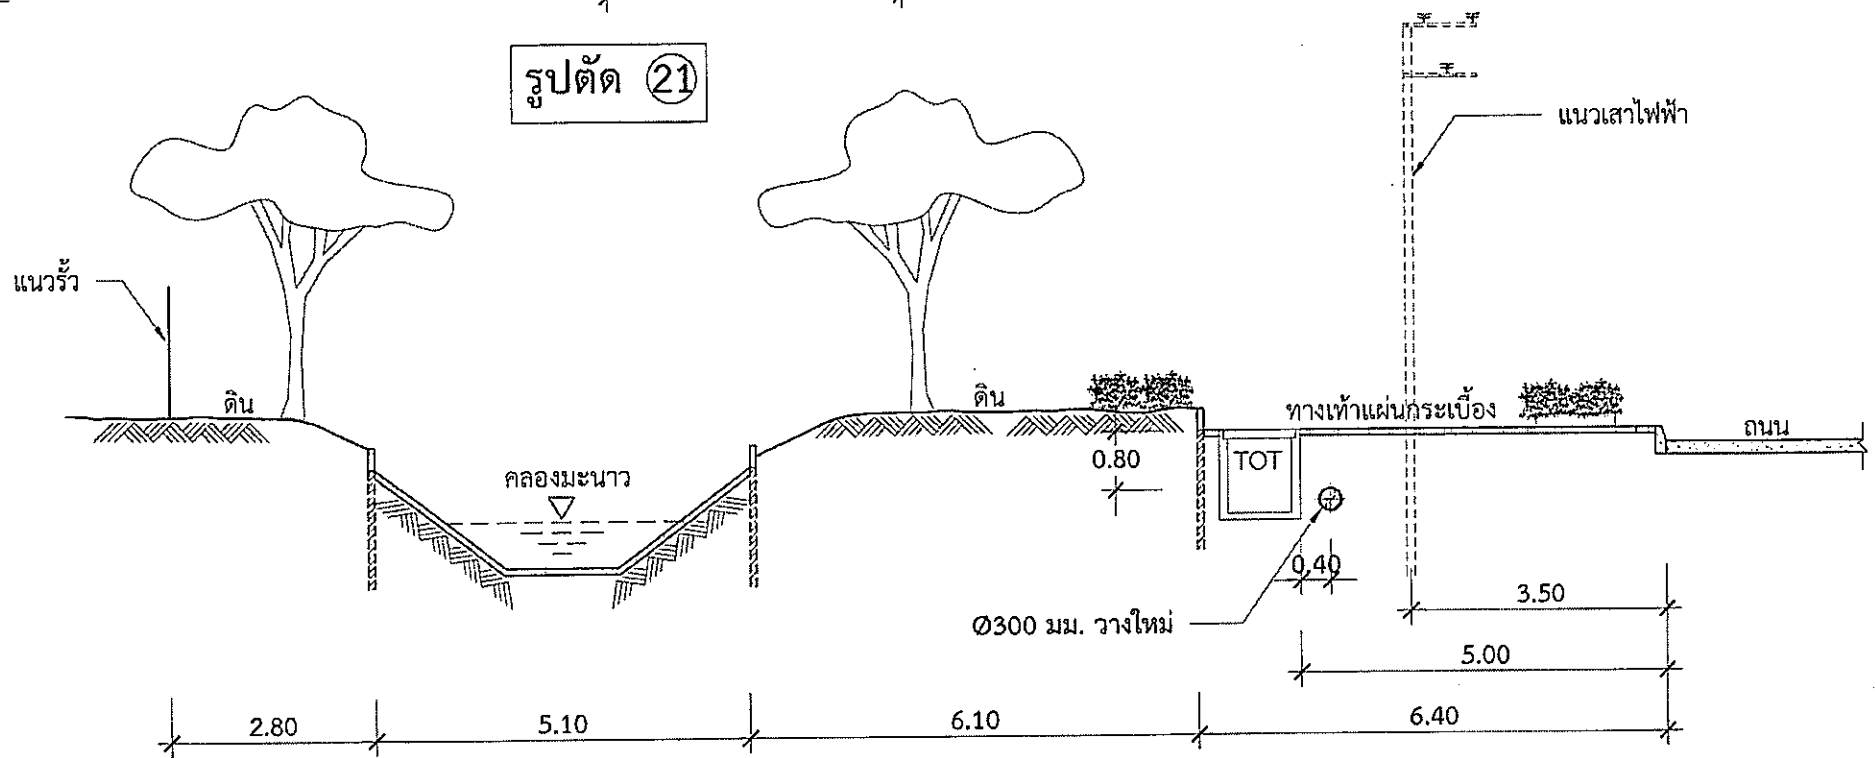 รูปตัด 21
แนวเสาไฟฟ้า
แนวรั้ว
ดิน
ดิน
ทางเท้าแผ่นกระเบื้อง
ถนน
คลองมะนาว
0.80
TOT
0.40
Ø300 มม. วางใหม่
3.50
5.00
2.80
5.10
6.10
6.40